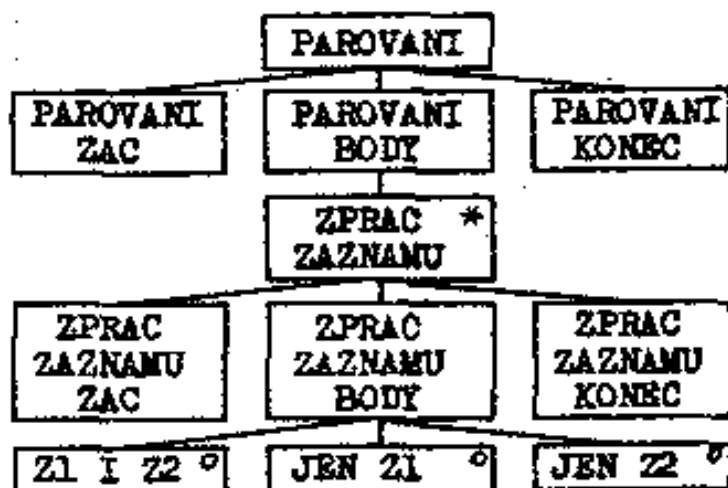 PAROVANI
PAROVANI
ZAC
PAROVANI
BODY
PAROVANI
KONEC
ZPRAC *
ZAZNAMU
ZPRAC
ZAZNAMU
ZAC
ZPRAC
ZAZNAMU
BODY
ZPRAC
ZAZNAMU
KONEC
Z1 I Z2 o
JEN Z1 o
JEN Z2 o